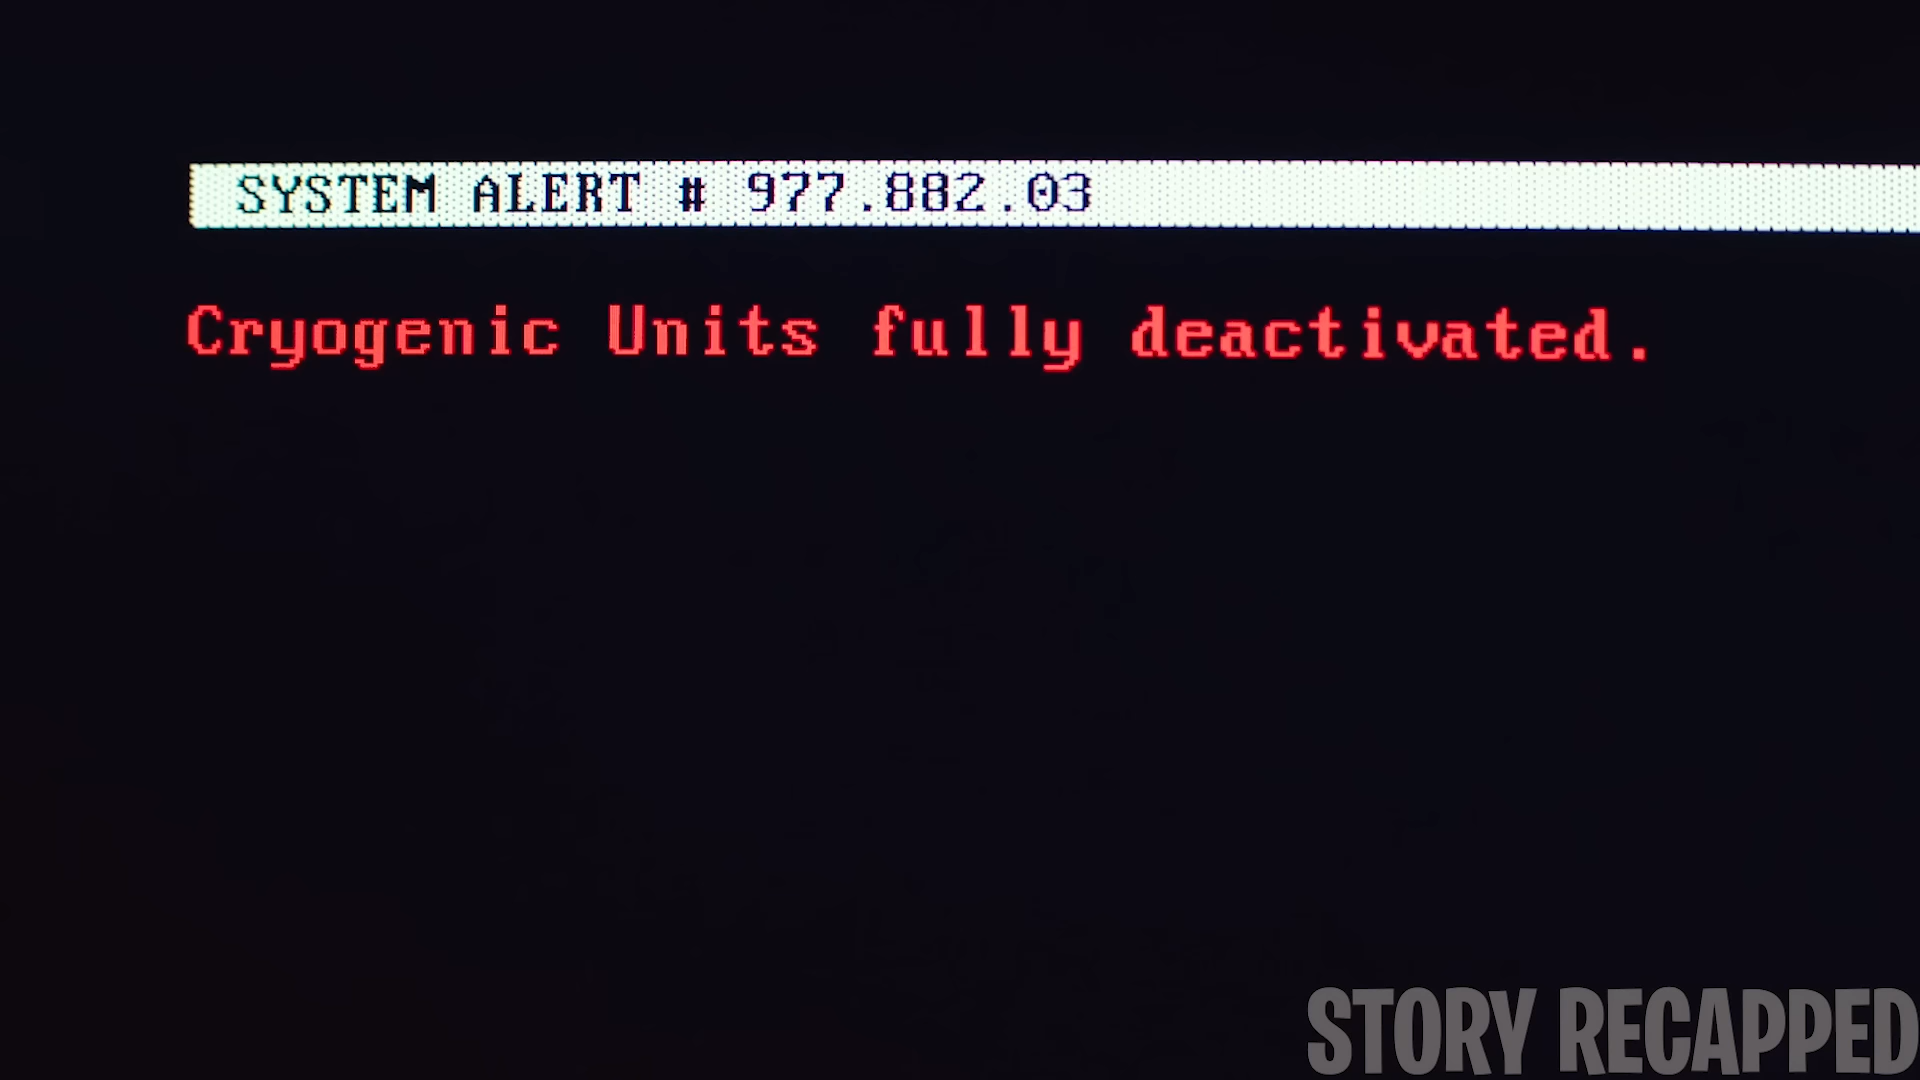 SYSTEM ALERT # 977.882.03
Cryogenic Units fully deactivated.
STORY RECAPPED